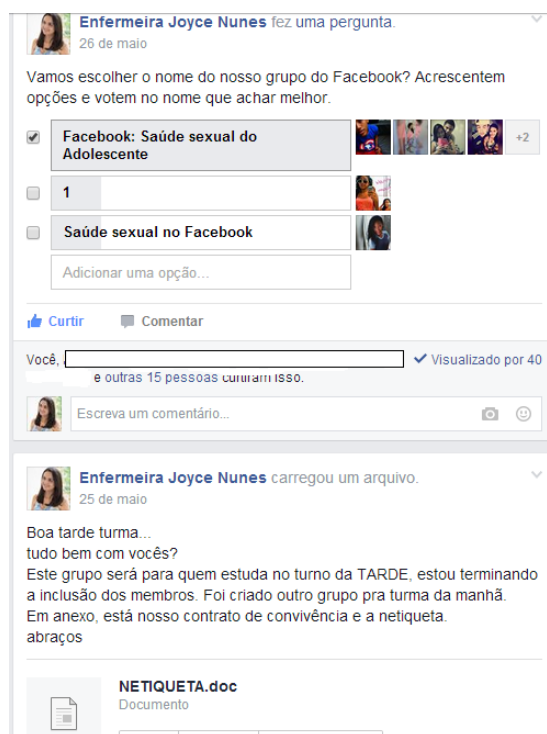 Enfermeira Joyce Nunes fez uma pergunta.
26 de maio
Vamos escolher o nome do nosso grupo do Facebook? Acrescentem
opções e votem no nome que achar melhor.
Facebook: Saúde sexual do
Adolescente
+2
1
Saúde sexual no Facebook
Adicionar uma opção...
Curtir Comentar
Você, Visualizado por 40
e outras 15 pessoas curtiram isso.
Escreva um comentário...
Enfermeira Joyce Nunes carregou um arquivo.
25 de maio
Boa tarde turma...
tudo bem com vocês?
Este grupo será para quem estuda no turno da TARDE, estou terminando
a inclusão dos membros. Foi criado outro grupo pra turma da manhã.
Em anexo, está nosso contrato de convivência e a netiqueta.
abraços
NETIQUETA.doc
Documento